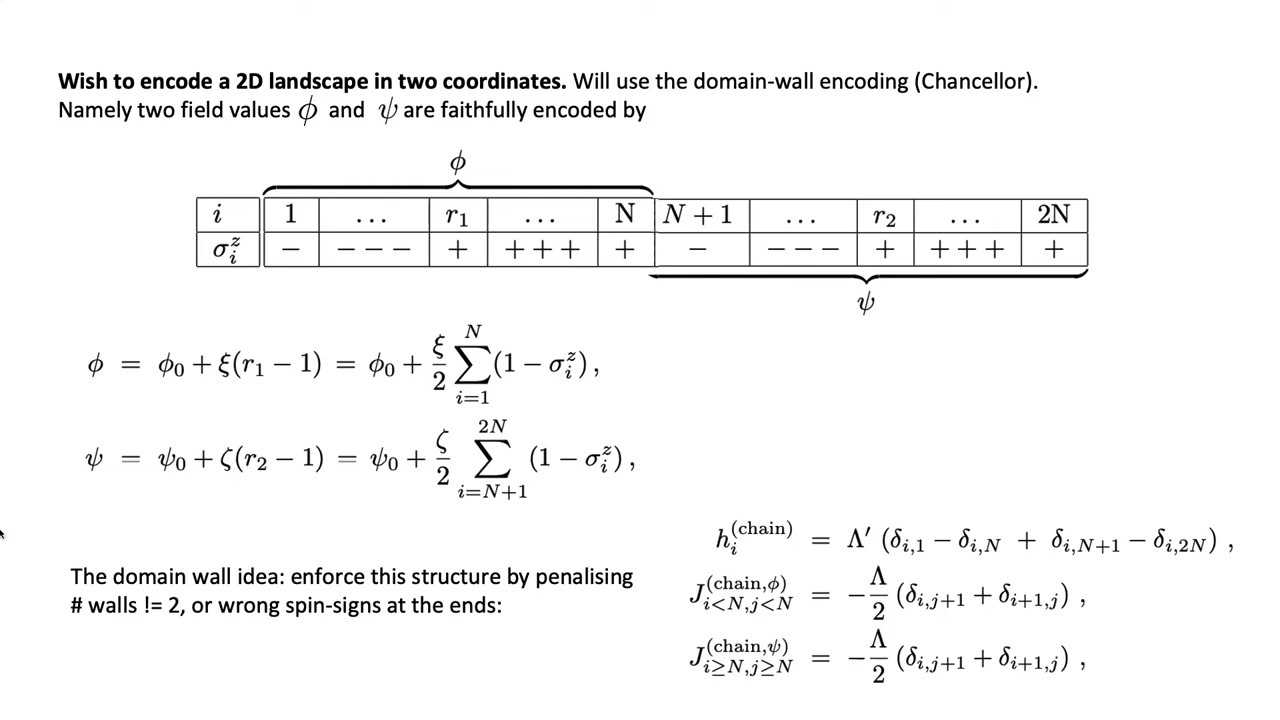 Wish to encode a 2D landscape in two coordinates. Will use the domain-wall encoding (Chancellor).
Namely two field values ϕ and ψ are faithfully encoded by
ϕ
i 1 ... r₁ ... N N + 1 ... r₂ ... 2N
σᵢᶻ − − − − + + + + + − − − − + + + + +
ψ
ϕ = ϕ₀ + ξ(r₁ − 1) = ϕ₀ + ξ/2 ∑_{i=1}^{N} (1 − σᵢᶻ) ,
ψ = ψ₀ + ζ(r₂ − 1) = ψ₀ + ζ/2 ∑_{i=N+1}^{2N} (1 − σᵢᶻ) ,
h_i^{(chain)} = Λ′ (δ_{i,1} − δ_{i,N} + δ_{i,N+1} − δ_{i,2N}) ,
The domain wall idea: enforce this structure by penalising
# walls != 2, or wrong spin-signs at the ends:
J_{i<N,j<N}^{(chain,ϕ)} = −Λ/2 (δ_{i,j+1} + δ_{i+1,j}) ,
J_{i≥N,j≥N}^{(chain,ψ)} = −Λ/2 (δ_{i,j+1} + δ_{i+1,j}) ,